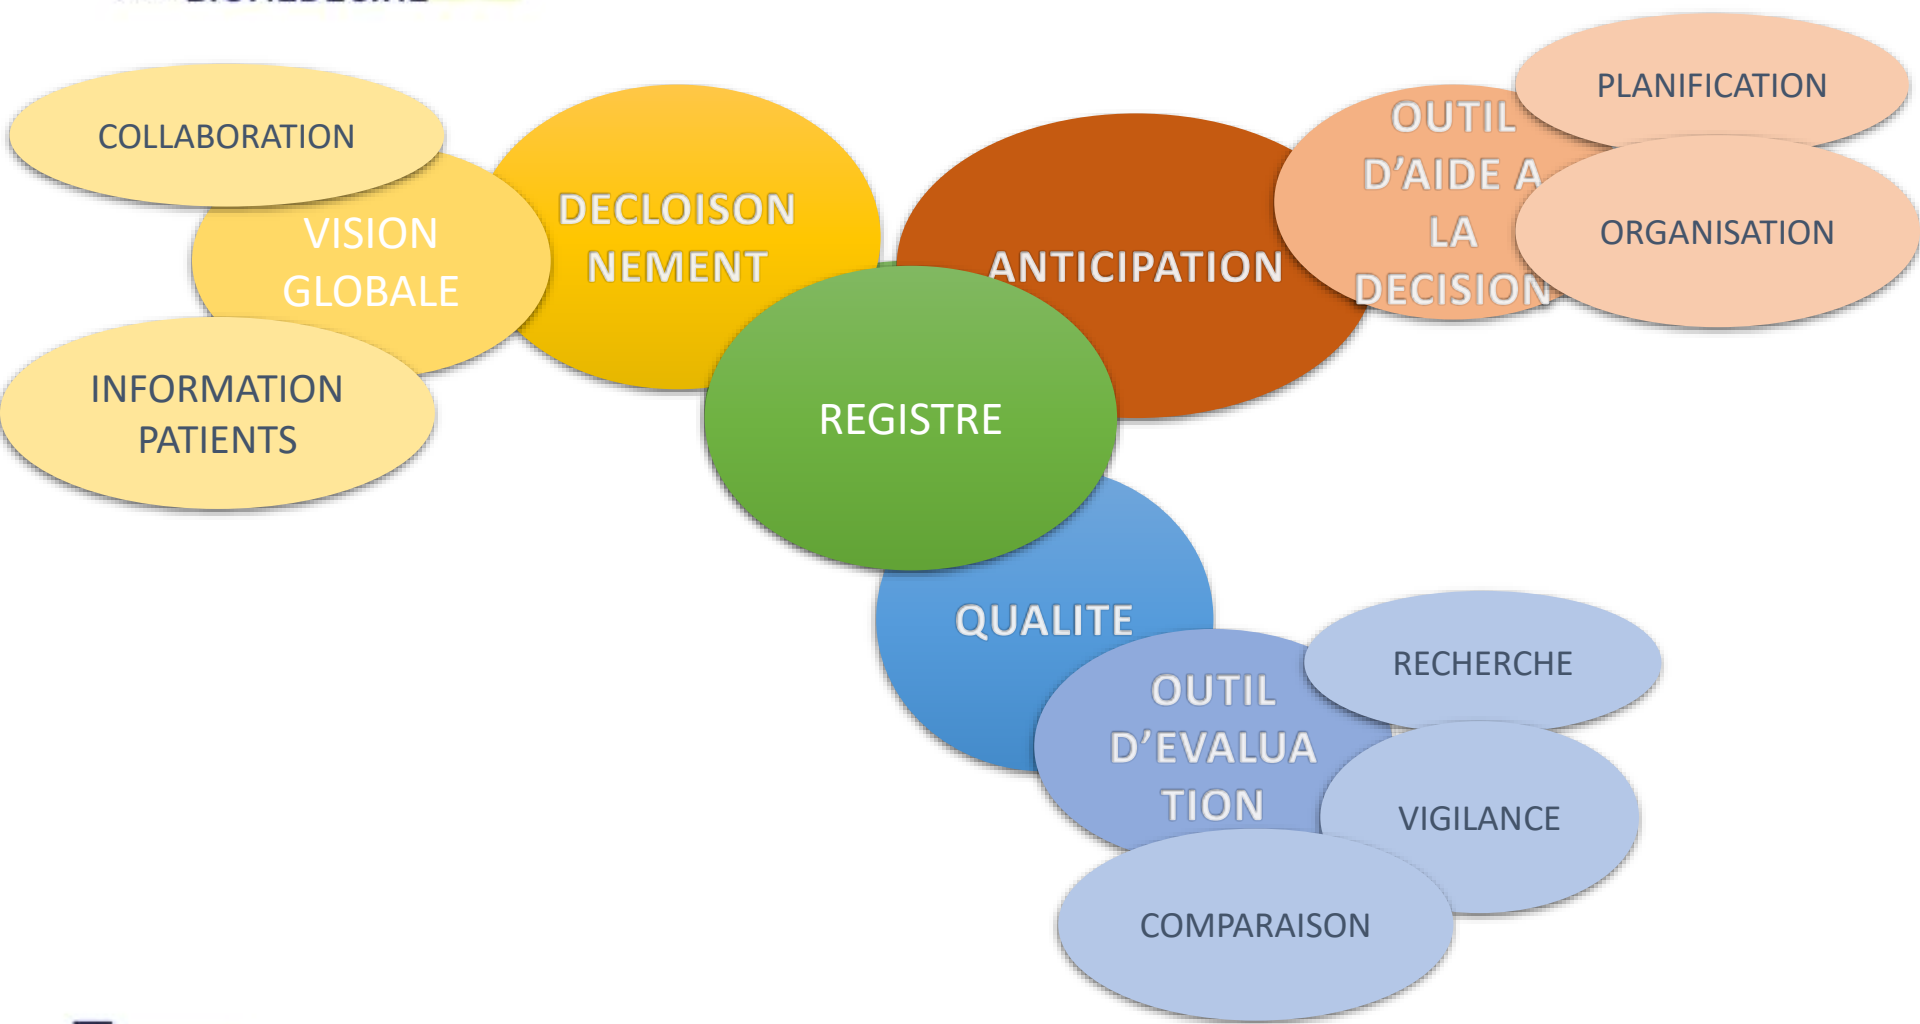 COLLABORATION
VISION
GLOBALE
INFORMATION
PATIENTS
DECLOISON
NEMENT
REGISTRE
ANTICIPATION
OUTIL
D’AIDE A
LA
DECISION
PLANIFICATION
ORGANISATION
QUALITE
OUTIL
D’EVALUA
TION
RECHERCHE
VIGILANCE
COMPARAISON